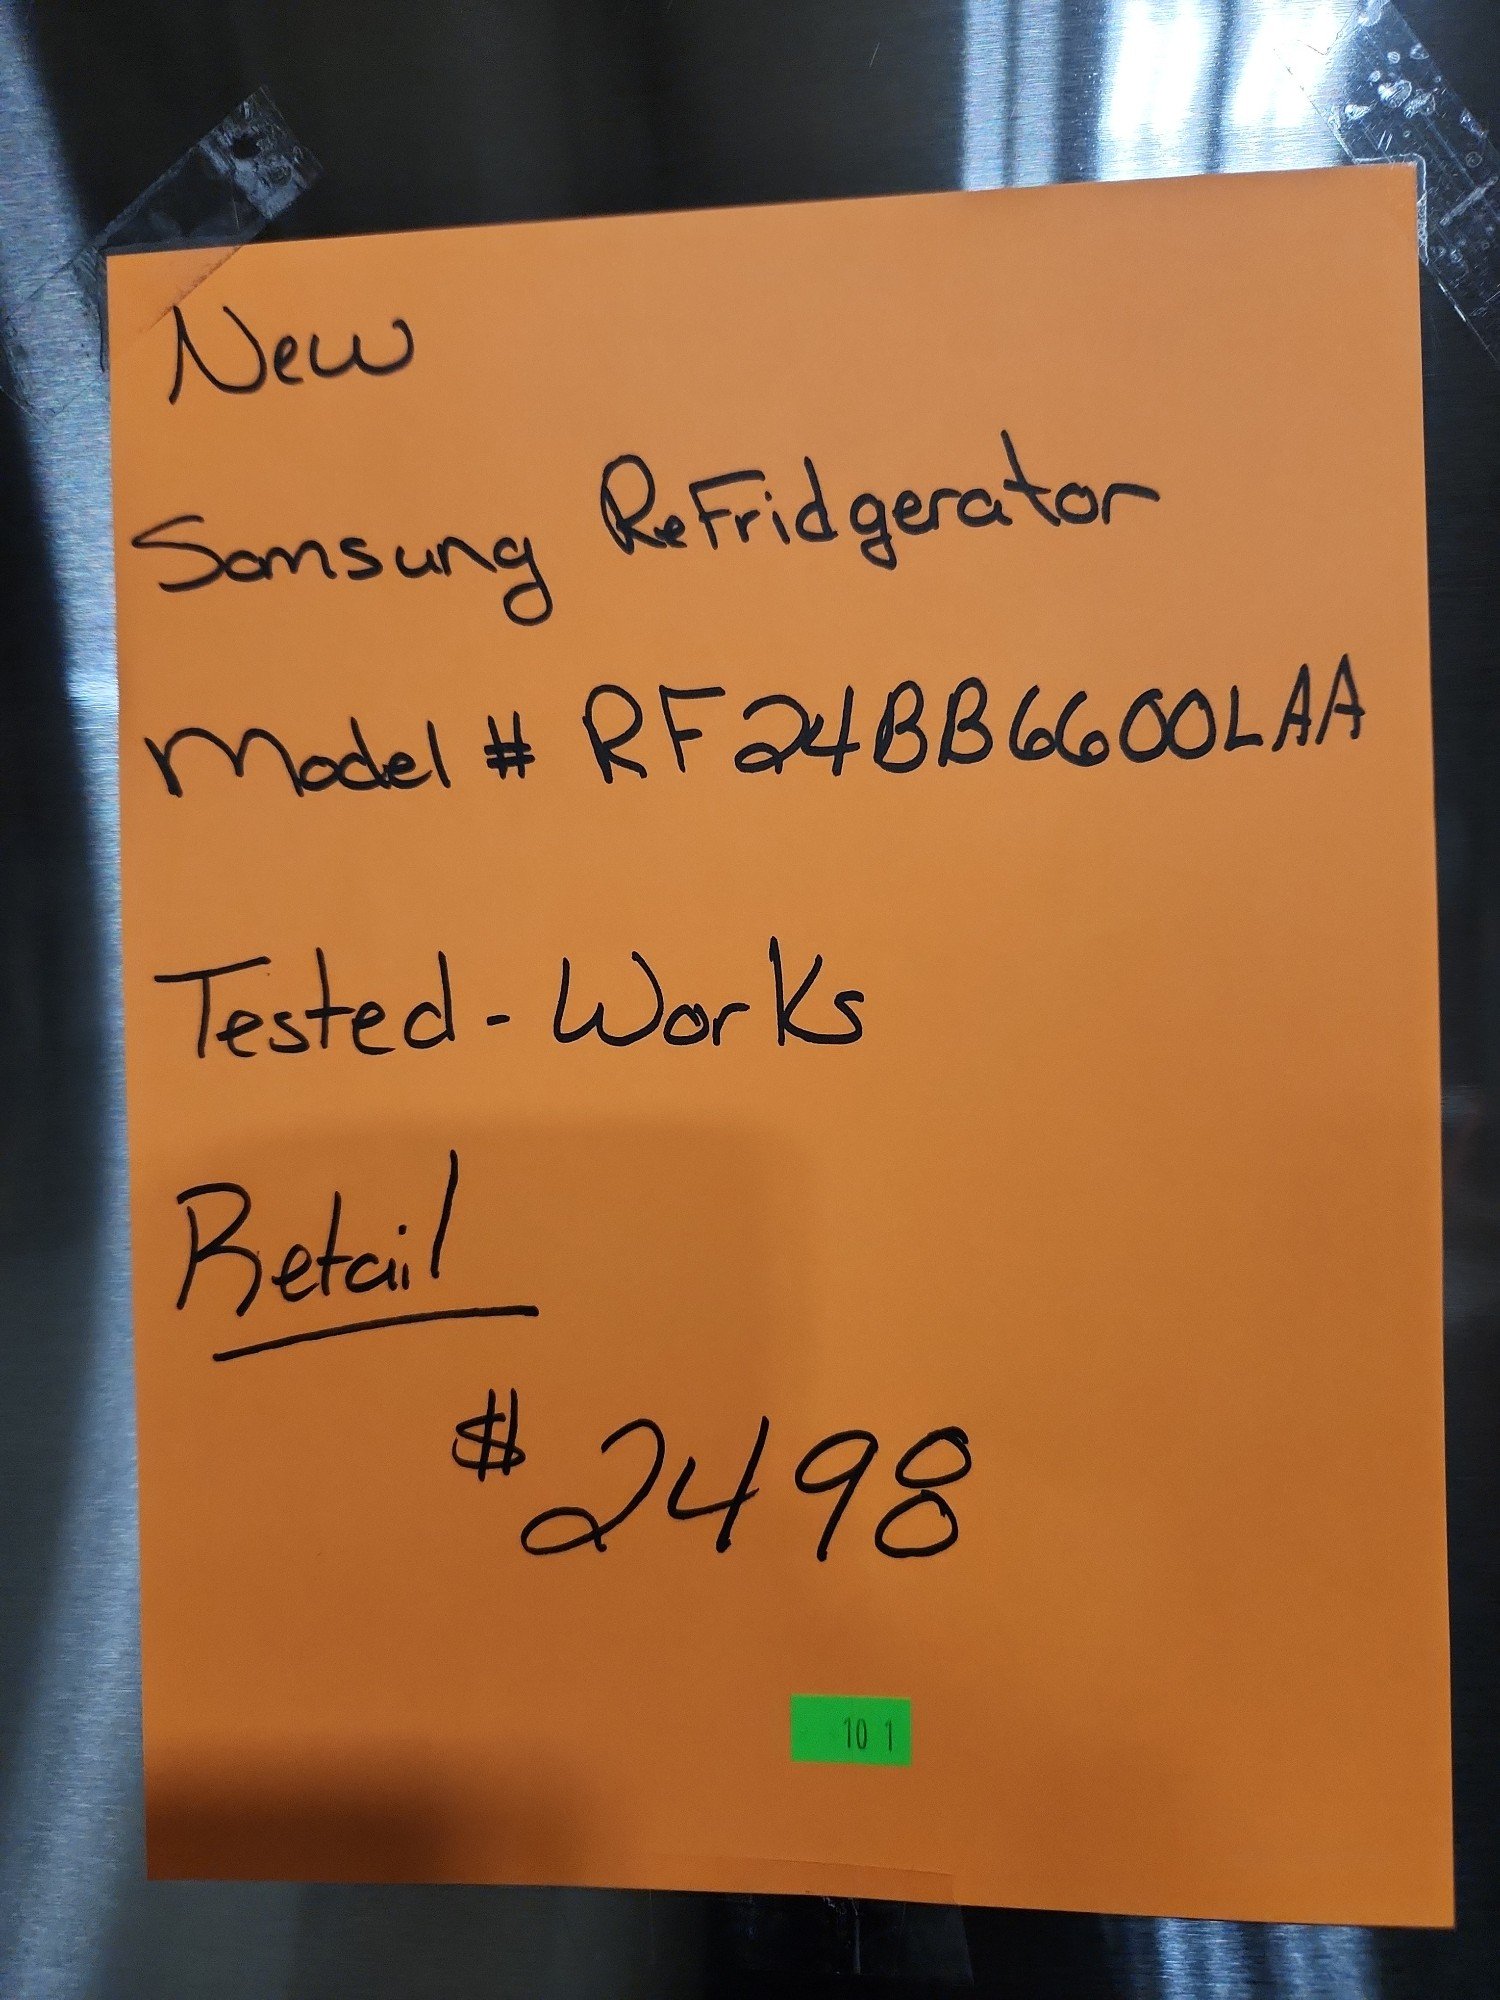 New
Samsung ReFridgerator
Model # RF24BB6600LAA
Tested - Works
Retail
$2498
10 1